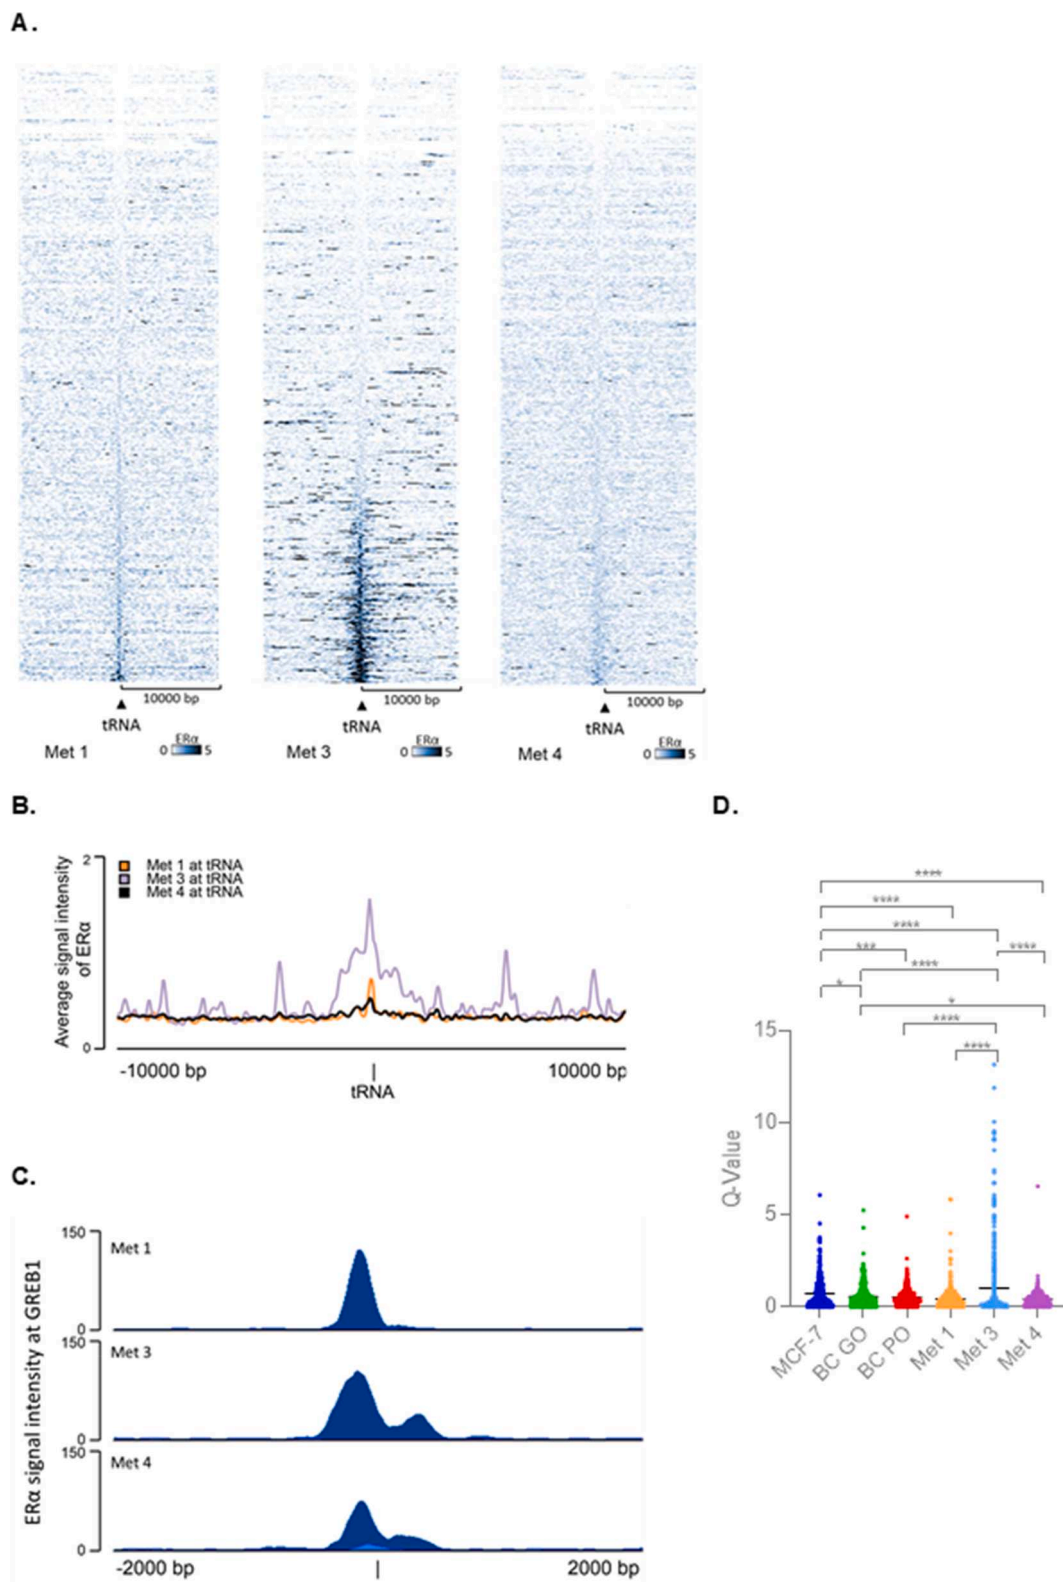 A.
10000 bp
10000 bp
10000 bp
tRNA
tRNA
tRNA
ERα
ERα
ERα
Met 1
0 5
Met 3
0 5
Met 4
0 5
B.
Average signal intensity
of ERα
2
0
Met 1 at tRNA
Met 3 at tRNA
Met 4 at tRNA
-10000 bp
10000 bp
tRNA
C.
ERα signal intensity at GREB1
150
Met 1
0
150
Met 3
0
150
Met 4
0
-2000 bp
2000 bp
D.
****
****
****
***
****
****
*
*
****
****
Q-Value
15
10
5
0
MCF-7
BC GO
BC PO
Met 1
Met 3
Met 4